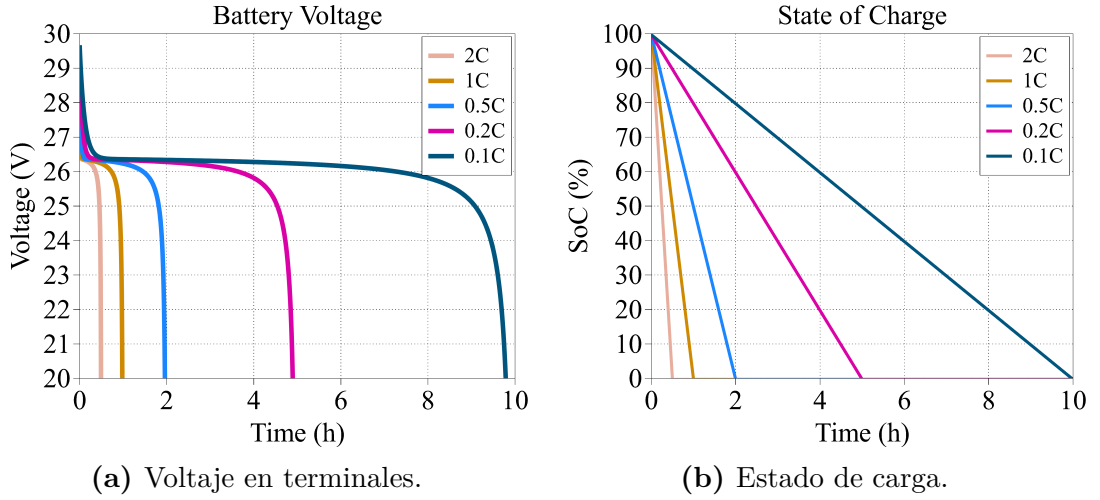 Battery Voltage
30
29
28
27
26
25
24
23
22
21
20
0
2
4
6
8
10
Voltage (V)
Time (h)
2C
1C
0.5C
0.2C
0.1C
(a) Voltaje en terminales.
State of Charge
100
90
80
70
60
50
40
30
20
10
0
0
2
4
6
8
10
SoC (%)
Time (h)
2C
1C
0.5C
0.2C
0.1C
(b) Estado de carga.